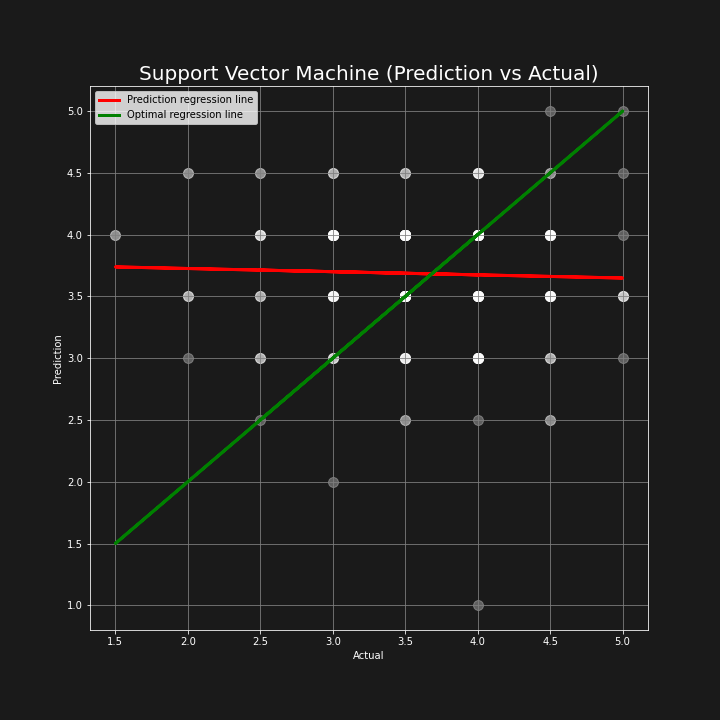 Support Vector Machine (Prediction vs Actual)
Prediction regression line
Optimal regression line
5.0
4.5
4.0
3.5
3.0
2.5
2.0
1.5
1.0
Prediction
1.5 2.0 2.5 3.0 3.5 4.0 4.5 5.0
Actual